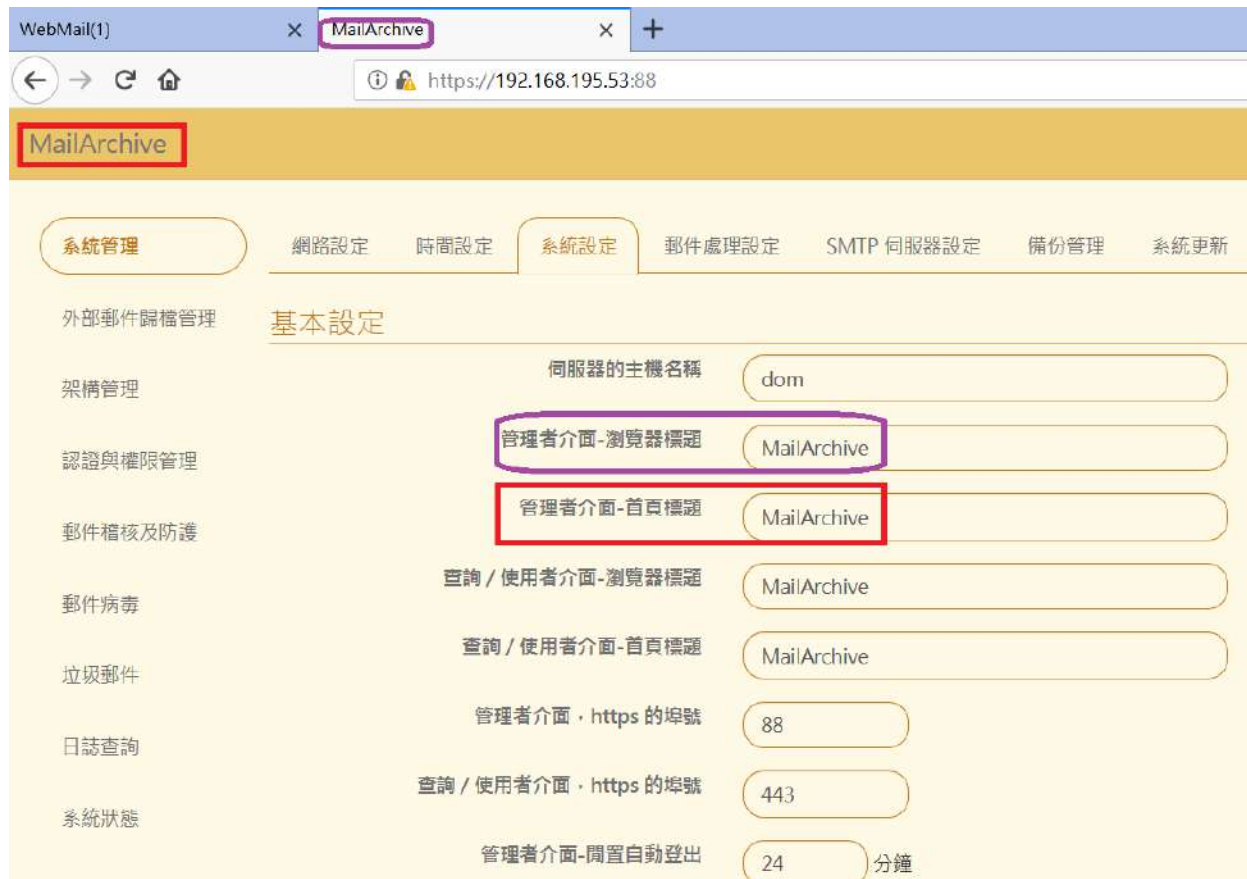 WebMail(1)
MailArchive
https://192.168.195.53:88
MailArchive
系統管理
網路設定 時間設定 系統設定 郵件處理設定 SMTP 伺服器設定 備份管理 系統更新
外部郵件歸檔管理
架構管理
認證與權限管理
郵件稽核及防護
郵件病毒
垃圾郵件
日誌查詢
系統狀態
基本設定
伺服器的主機名稱 dom
管理者介面-瀏覽器標題 MailArchive
管理者介面-首頁標題 MailArchive
查詢 / 使用者介面-瀏覽器標題 MailArchive
查詢 / 使用者介面-首頁標題 MailArchive
管理者介面，https 的埠號 88
查詢 / 使用者介面，https 的埠號 443
管理者介面-閒置自動登出 24 分鐘